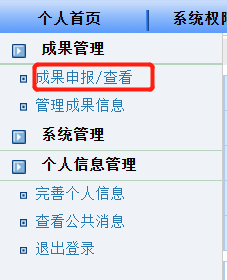 个人首页 系统权
成果管理
成果申报/查看
管理成果信息
系统管理
个人信息管理
完善个人信息
查看公共消息
退出登录